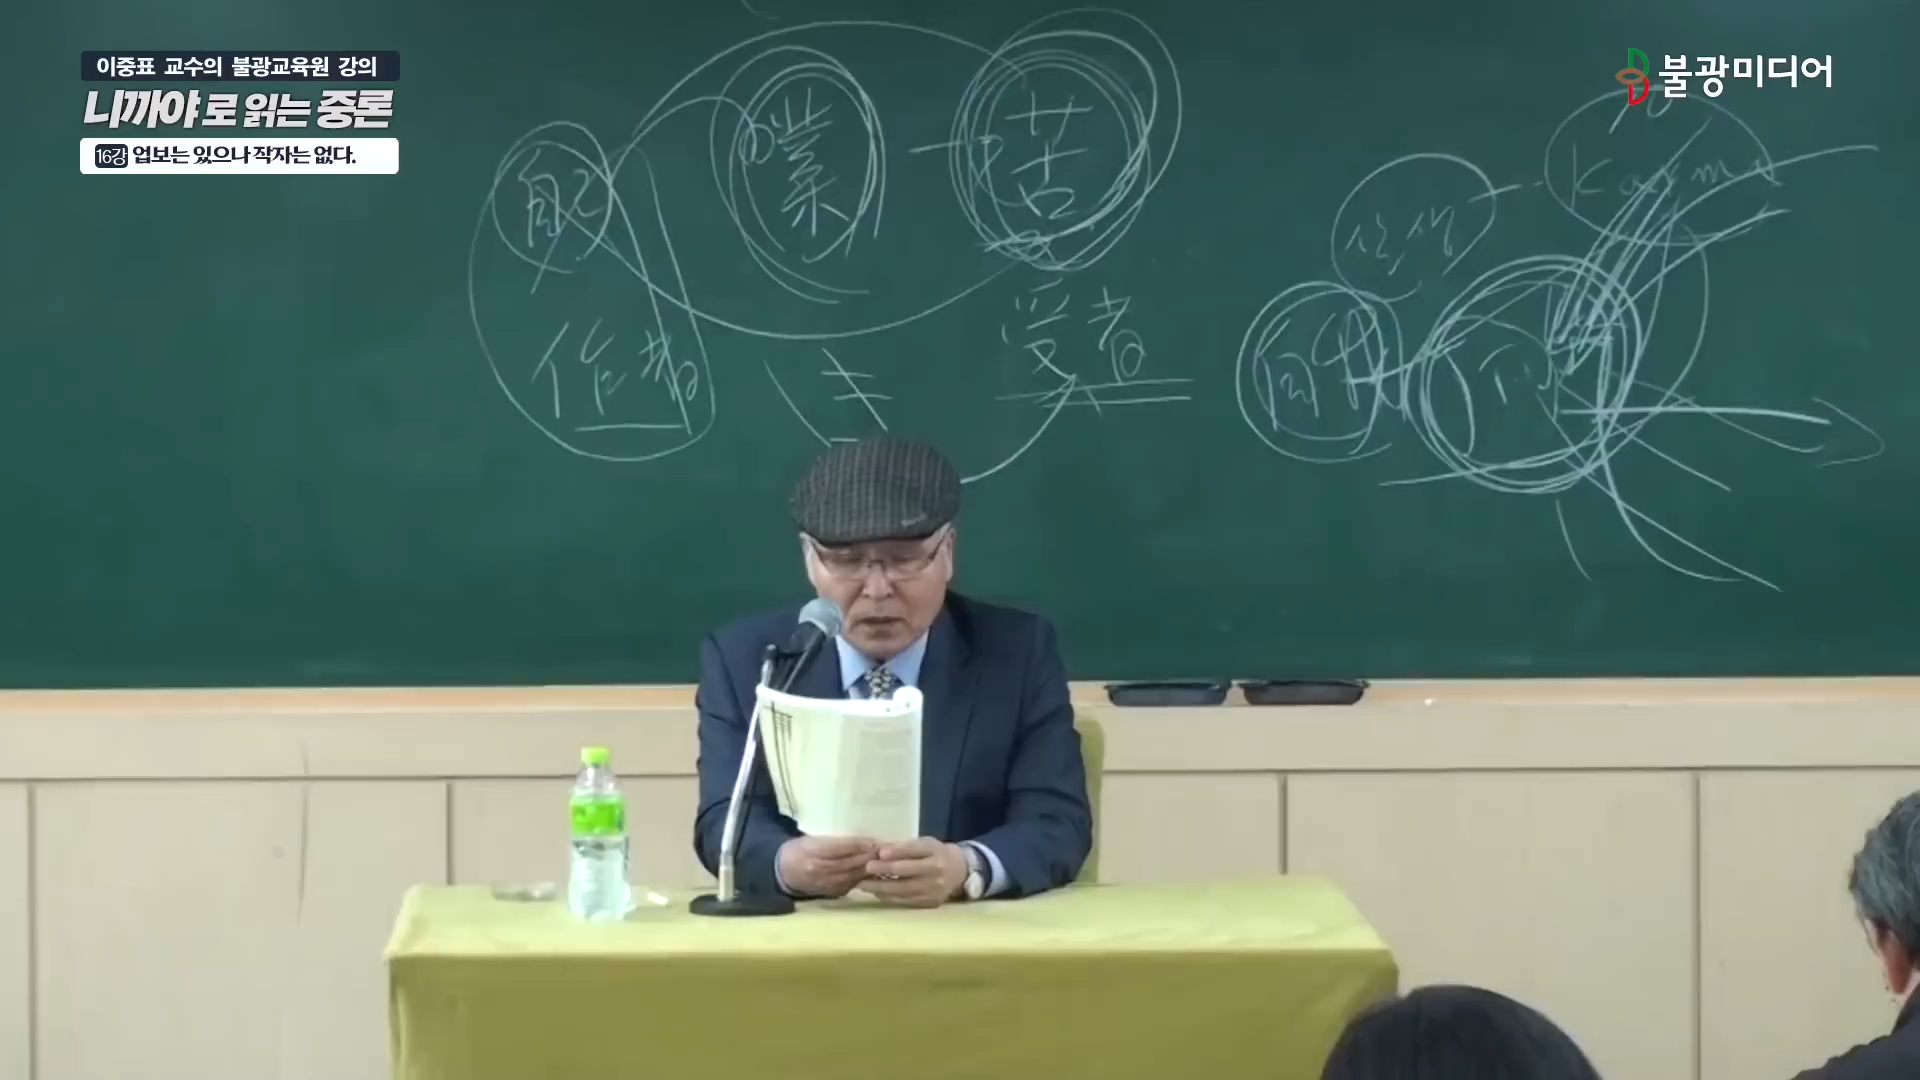 이중표 교수의 불광교육원 강의
니까야로 읽는 중론
16강 업보는 있으나 작자는 없다.
불광미디어
業 苦
作者
受者
Karma